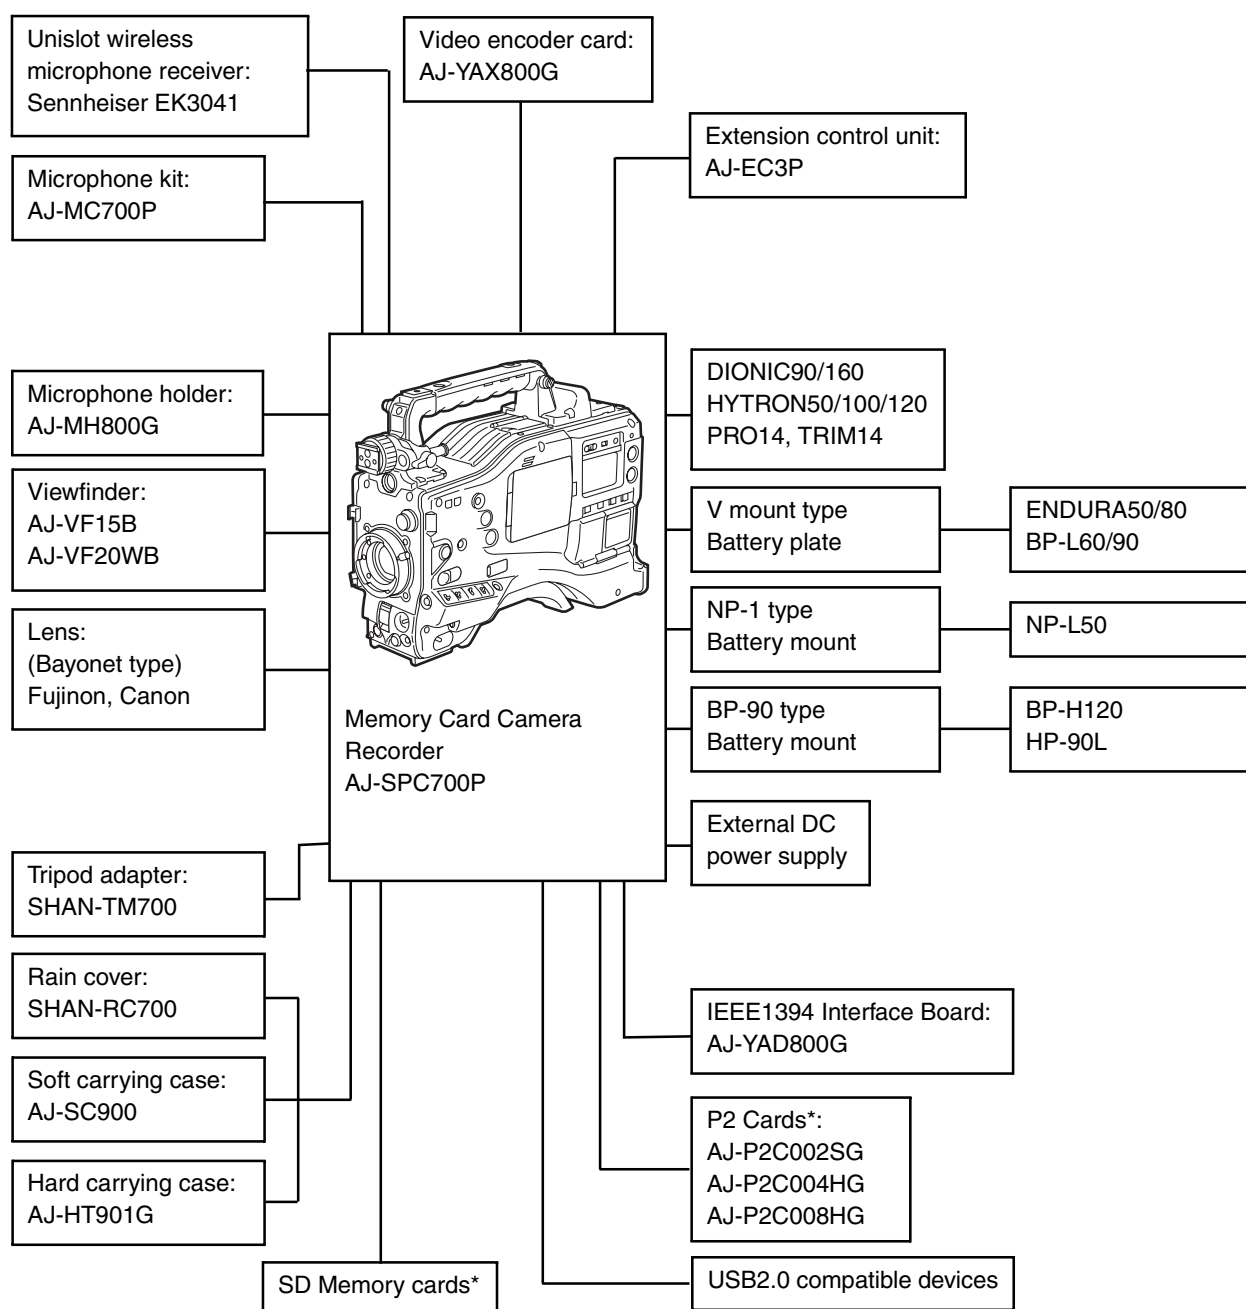 Unislot wireless
microphone receiver:
Sennheiser EK3041
Video encoder card:
AJ-YAX800G
Extension control unit:
AJ-EC3P
Microphone kit:
AJ-MC700P
Microphone holder:
AJ-MH800G
Viewfinder:
AJ-VF15B
AJ-VF20WB
Lens:
(Bayonet type)
Fujinon, Canon
Memory Card Camera
Recorder
AJ-SPC700P
DIONIC90/160
HYTRON50/100/120
PRO14, TRIM14
V mount type
Battery plate
ENDURA50/80
BP-L60/90
NP-1 type
Battery mount
NP-L50
BP-90 type
Battery mount
BP-H120
HP-90L
External DC
power supply
Tripod adapter:
SHAN-TM700
Rain cover:
SHAN-RC700
Soft carrying case:
AJ-SC900
Hard carrying case:
AJ-HT901G
IEEE1394 Interface Board:
AJ-YAD800G
P2 Cards*:
AJ-P2C002SG
AJ-P2C004HG
AJ-P2C008HG
SD Memory cards*
USB2.0 compatible devices